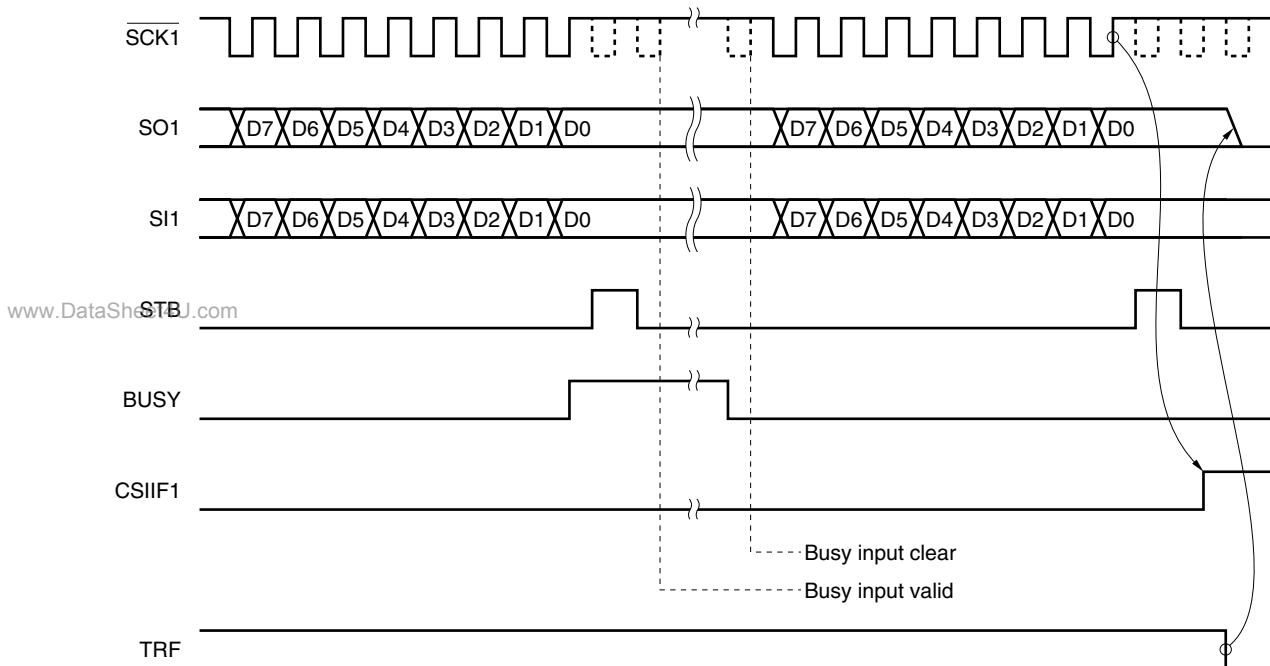 SCK1
SO1
D7 D6 D5 D4 D3 D2 D1 D0 D7 D6 D5 D4 D3 D2 D1 D0
SI1
D7 D6 D5 D4 D3 D2 D1 D0 D7 D6 D5 D4 D3 D2 D1 D0
www.DataSheet4U.com
STB
BUSY
CSIIF1
Busy input clear
Busy input valid
TRF